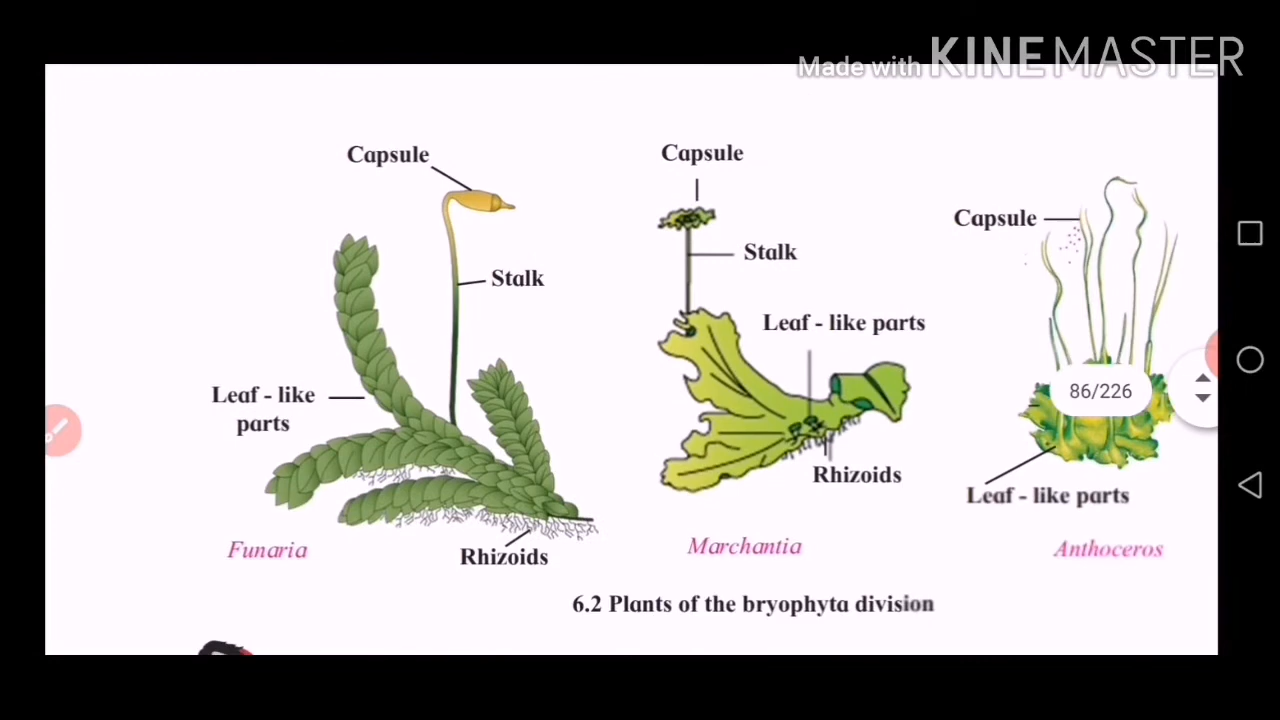 Made with KINEMASTER
Capsule
Stalk
Leaf - like
parts
Rhizoids
Funaria
Capsule
Stalk
Leaf - like parts
Rhizoids
Marchantia
Capsule
86/226
Leaf - like parts
Anthoceros
6.2 Plants of the bryophyta division